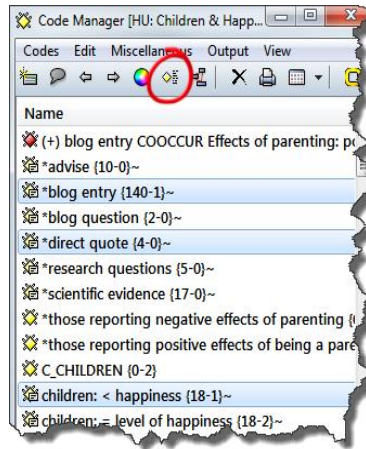 Code Manager [HU: Children & Happ...
Codes Edit Miscellaneous Output View
Name
(+) blog entry COOCCUR Effects of parenting: po
*advise {10-0}~
*blog entry {140-1}~
*blog question {2-0}~
*direct quote {4-0}~
*research questions {5-0}~
*scientific evidence {17-0}~
*those reporting negative effects of parenting {
*those reporting positive effects of being a pare
C_CHILDREN {0-2}
children: < happiness {18-1}~
children: = level of happiness {18-2}~